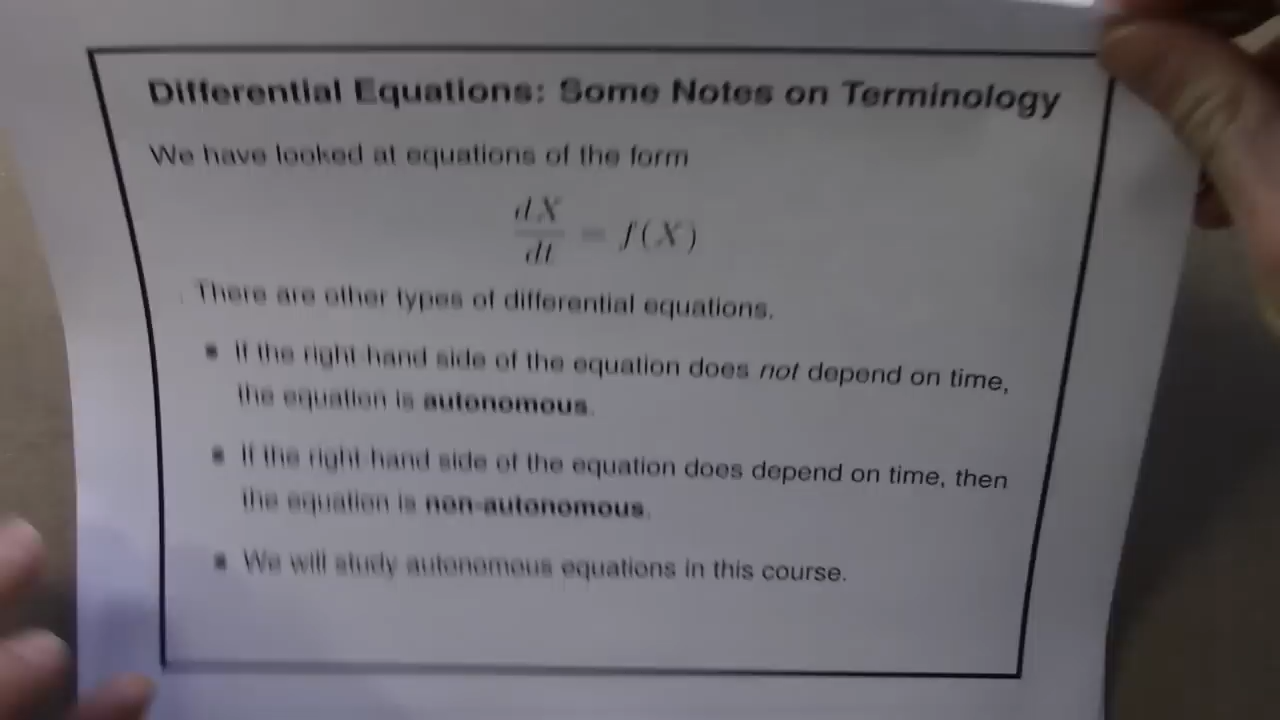 Differential Equations: Some Notes on Terminology
We have looked at equations of the form
dX/dt = f(X)
There are other types of differential equations.
• If the right-hand side of the equation does not depend on time,
the equation is autonomous.
• If the right-hand side of the equation does depend on time, then
the equation is non-autonomous.
• We will study autonomous equations in this course.